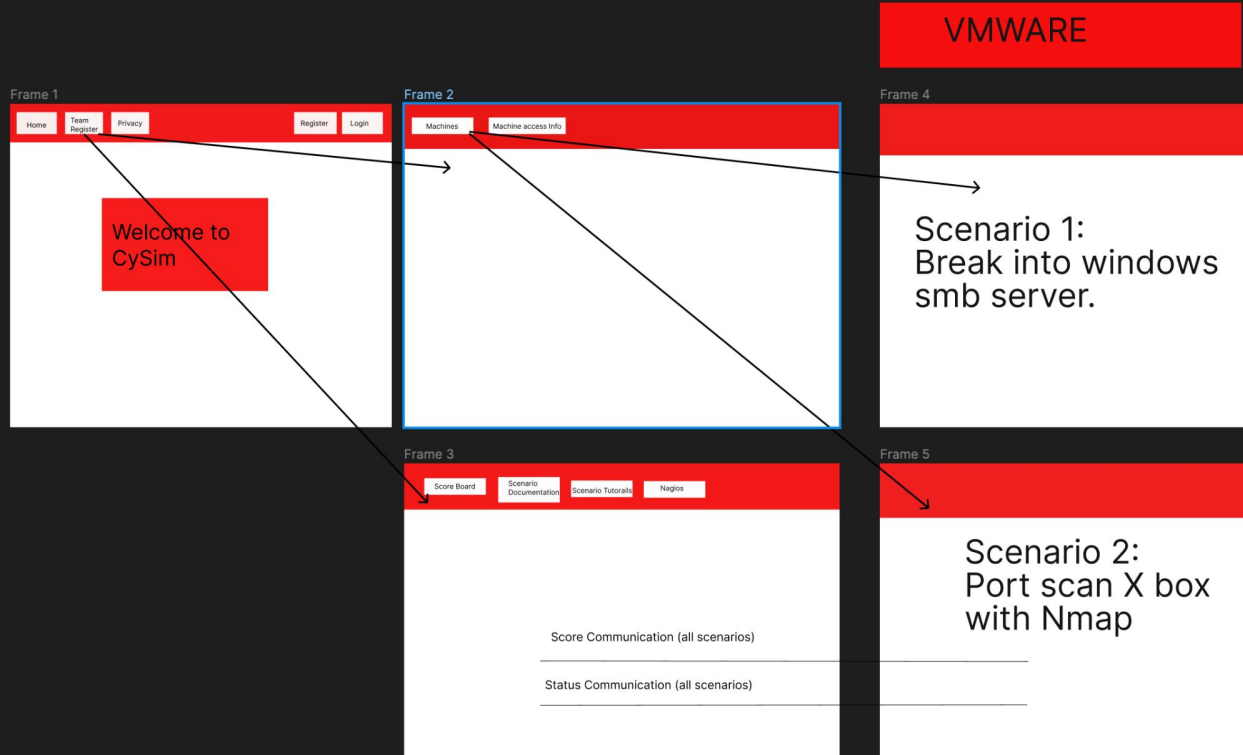 VMWARE
Frame 1
Home
Team
Register
Privacy
Register
Login
Welcome to
CySim
Frame 2
Machines
Machine access Info
Frame 4
Scenario 1:
Break into windows
smb server.
Frame 3
Score Board
Scenario
Documentation
Scenario Tutorails
Nagios
Score Communication (all scenarios)
Status Communication (all scenarios)
Frame 5
Scenario 2:
Port scan X box
with Nmap